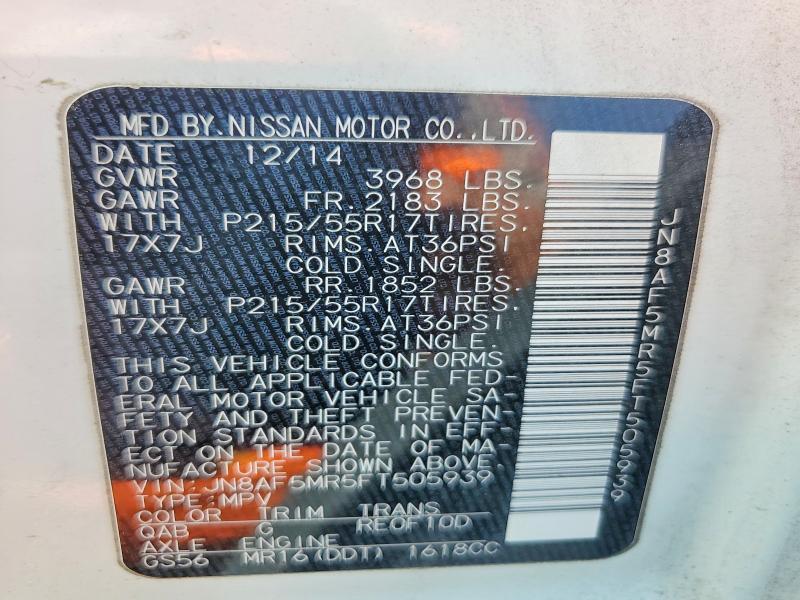 MFD BY.NISSAN MOTOR CO.,LTD.
DATE 12/14
GVWR 3968 LBS.
GAWR FR.2183 LBS.
WITH P215/55R17TIRES.
17X7J RIMS.AT36PSI
COLD SINGLE.
GAWR RR.1852 LBS.
WITH P215/55R17TIRES.
17X7J RIMS.AT36PSI
COLD SINGLE.
THIS VEHICLE CONFORMS
TO ALL APPLICABLE FED-
ERAL MOTOR VEHICLE SA-
FETY AND THEFT PREVEN-
TION STANDARDS IN EFF
ECT ON THE DATE OF MA
NUFACTURE SHOWN ABOVE.
VIN:JN8AF5MR5FT505939
TYPE:MPV
COLOR TRIM TRANS
QAB G RE0F10D
AXLE ENGINE
GS56 MR16(DDT) 1618CC
JN8AF5MR5FT505939